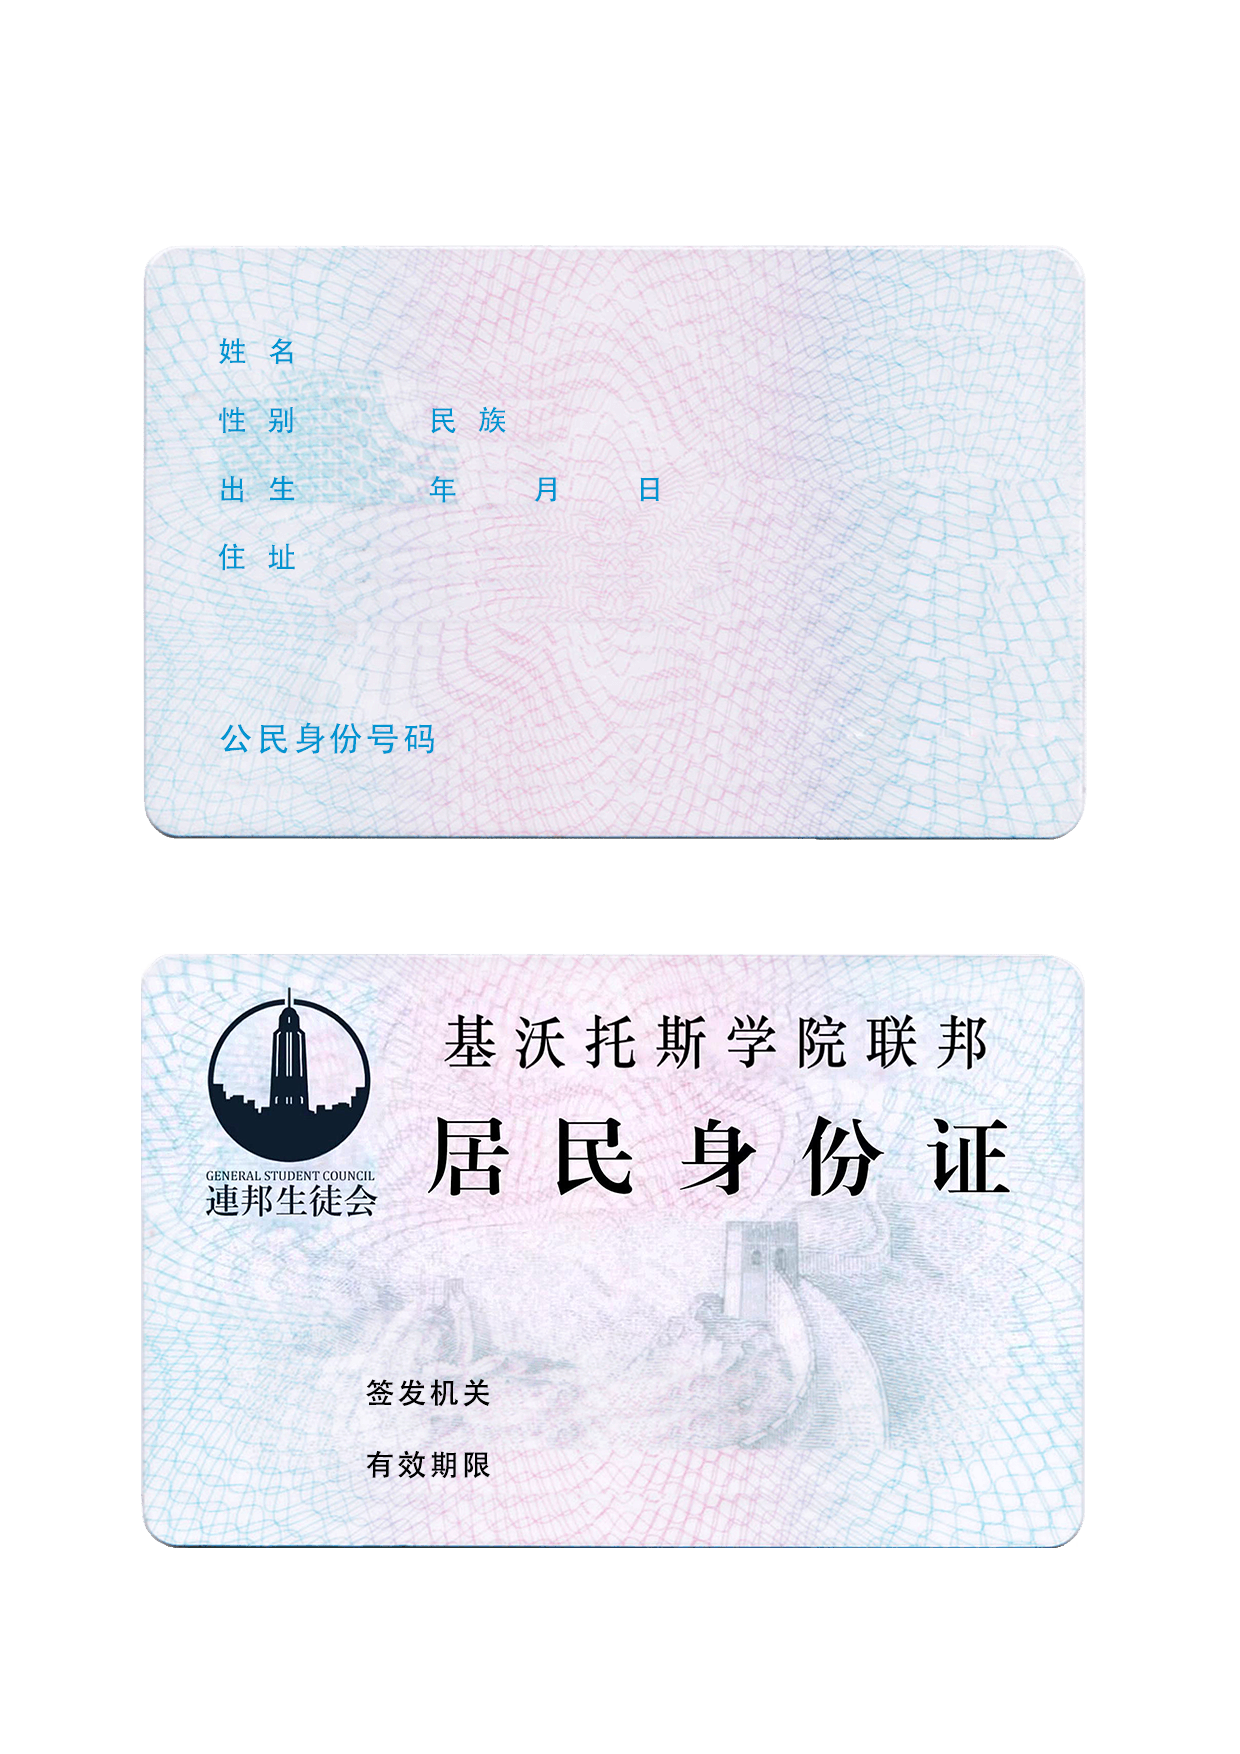 姓名
性别 民族
出生 年 月 日
住址
公民身份号码
基沃托斯学院联邦
居民身份证
GENERAL STUDENT COUNCIL
連邦生徒会
签发机关
有效期限